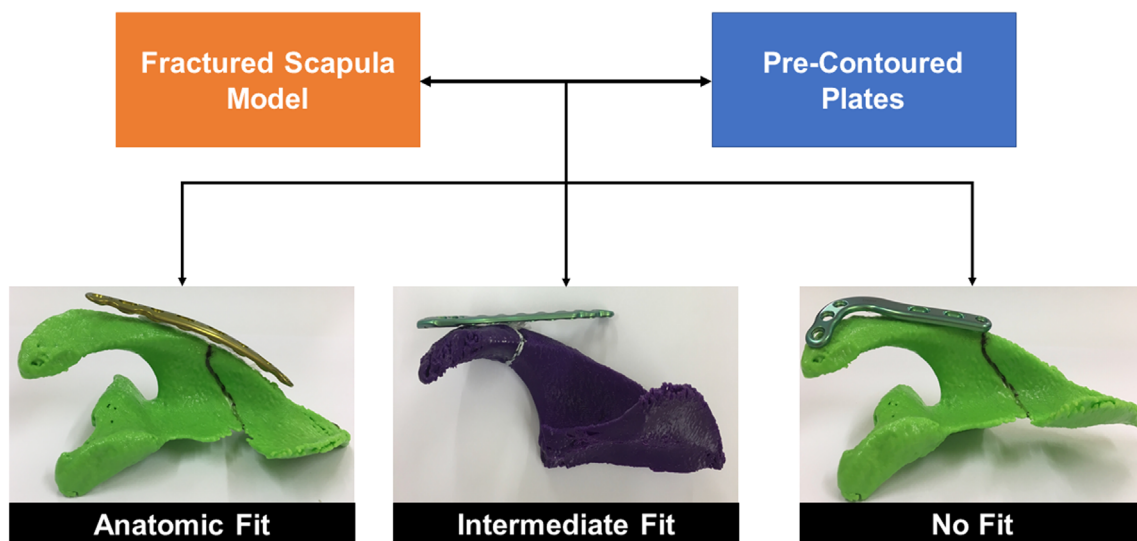 Fractured Scapula
Model
Pre-Contoured
Plates
Anatomic Fit
Intermediate Fit
No Fit